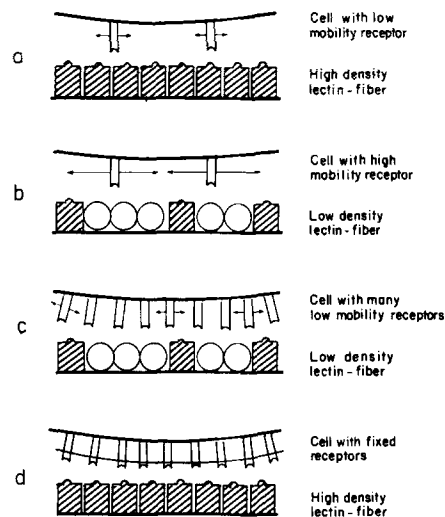 a
Cell with low
mobility receptor
High density
lectin-fiber
b
Cell with high
mobility receptor
Low density
lectin-fiber
c
Cell with many
low mobility receptors
Low density
lectin-fiber
d
Cell with fixed
receptors
High density
lectin-fiber